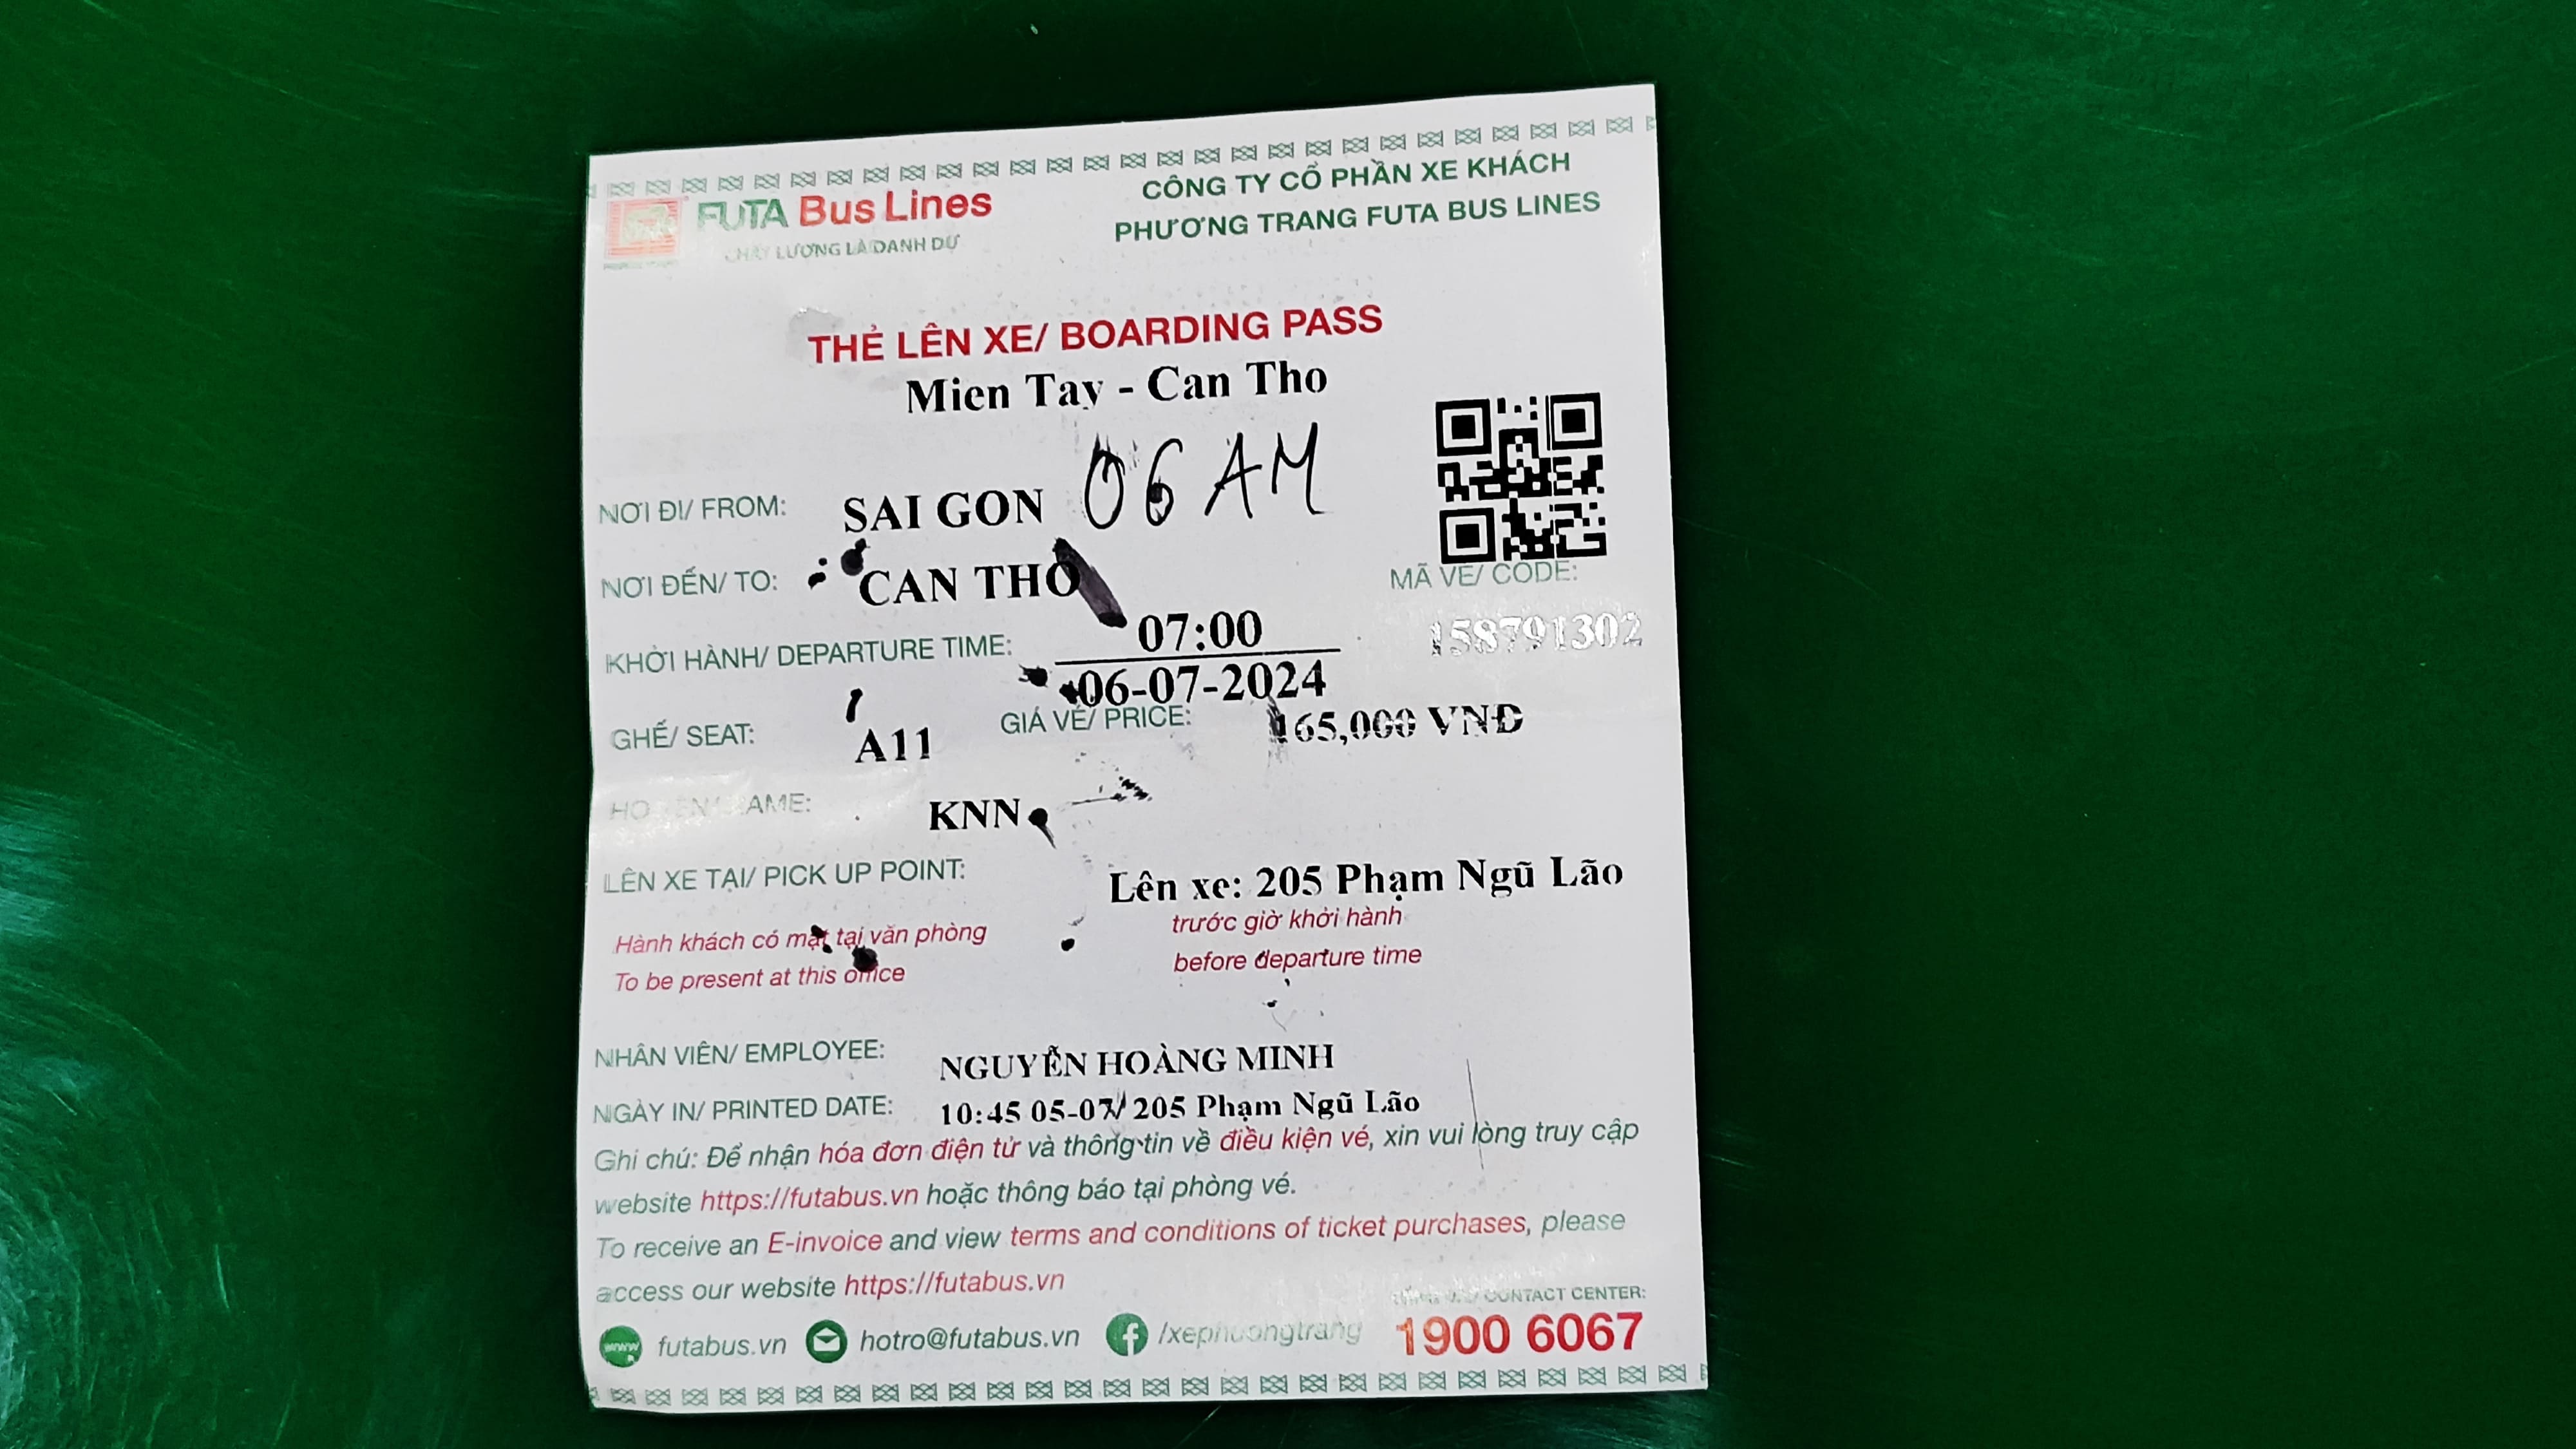 FUTA Bus Lines
CHẤT LƯỢNG LÀ DANH DỰ
CÔNG TY CỔ PHẦN XE KHÁCH
PHƯƠNG TRANG FUTA BUS LINES
THẺ LÊN XE/ BOARDING PASS
Mien Tay - Can Tho
NƠI ĐI/ FROM: SAI GON 06 AM
NƠI ĐẾN/ TO: CAN THO
MÃ VÉ/ CODE:
158791302
KHỞI HÀNH/ DEPARTURE TIME: 07:00
06-07-2024
GHẾ/ SEAT: A11 GIÁ VÉ/ PRICE: 165,000 VNĐ
HỌ TÊN/ NAME: KNN
LÊN XE TẠI/ PICK UP POINT: Lên xe: 205 Phạm Ngũ Lão
Hành khách có mặt tại văn phòng trước giờ khởi hành
To be present at this office before departure time
NHÂN VIÊN/ EMPLOYEE: NGUYỄN HOÀNG MINH
NGÀY IN/ PRINTED DATE: 10:45 05-07/ 205 Phạm Ngũ Lão
Ghi chú: Để nhận hóa đơn điện tử và thông tin về điều kiện vé, xin vui lòng truy cập
website https://futabus.vn hoặc thông báo tại phòng vé.
To receive an E-invoice and view terms and conditions of ticket purchases, please
access our website https://futabus.vn
CONTACT CENTER:
www futabus.vn hotro@futabus.vn /xephuongtrang 1900 6067